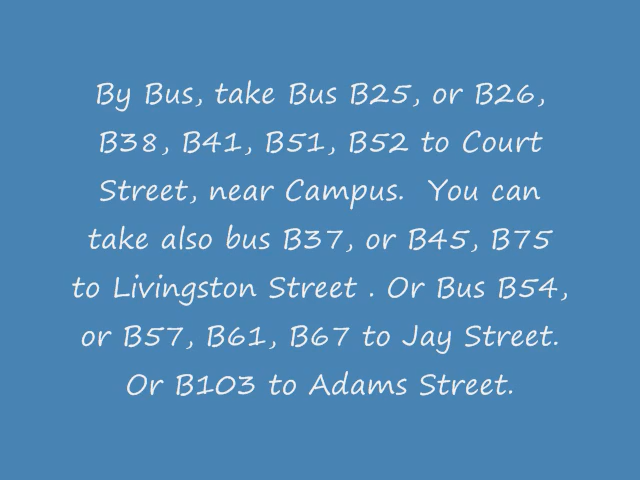 By Bus, take Bus B25, or B26,
B38, B41, B51, B52 to Court
Street, near Campus.  You can
take also bus B37, or B45, B75
to Livingston Street . Or Bus B54,
or B57, B61, B67 to Jay Street.
Or B103 to Adams Street.